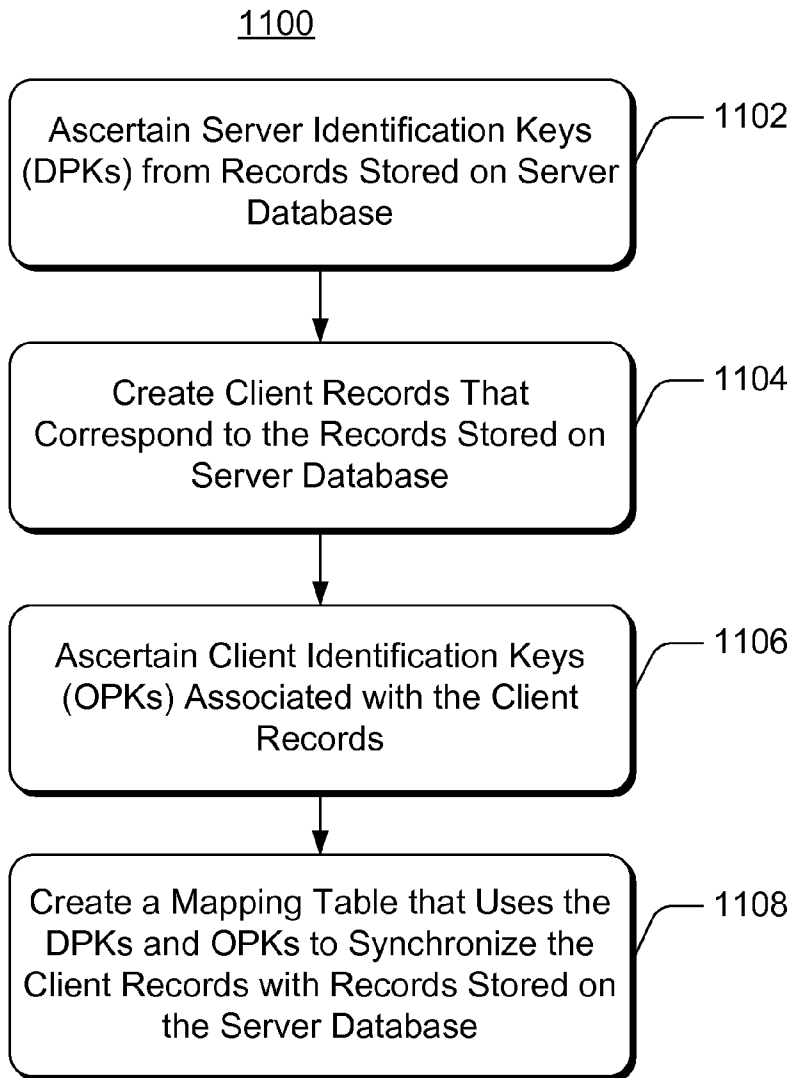 1100
Ascertain Server Identification Keys
(DPKs) from Records Stored on Server
Database
1102
Create Client Records That
Correspond to the Records Stored on
Server Database
1104
Ascertain Client Identification Keys
(OPKs) Associated with the Client
Records
1106
Create a Mapping Table that Uses the
DPKs and OPKs to Synchronize the
Client Records with Records Stored on
the Server Database
1108